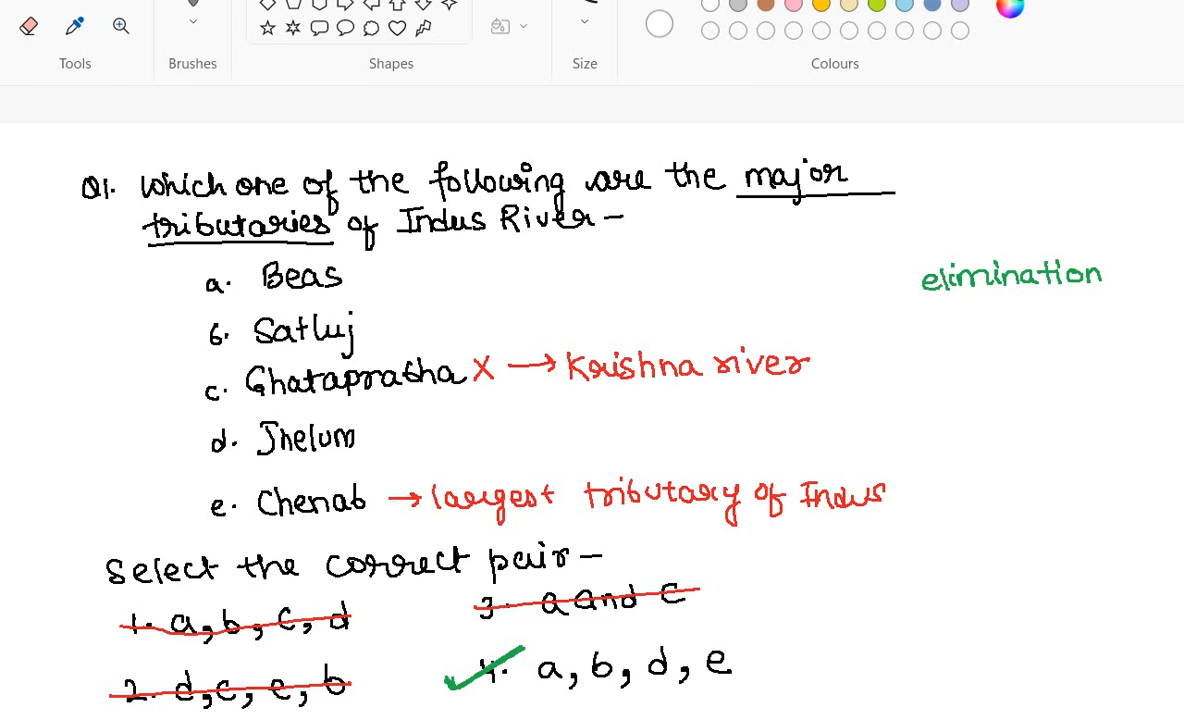 Tools
Brushes
Shapes
Size
Colours
Q1. Which one of the following are the major
tributaries of Indus River -
elimination
a. Beas
b. Satluj
c. Ghatapratha X → Krishna river
d. Jhelum
e. Chenab → largest tributary of Indus
Select the correct pair -
1. a, b, c, d
3. a and c
2. d, c, e, b
4. a, b, d, e